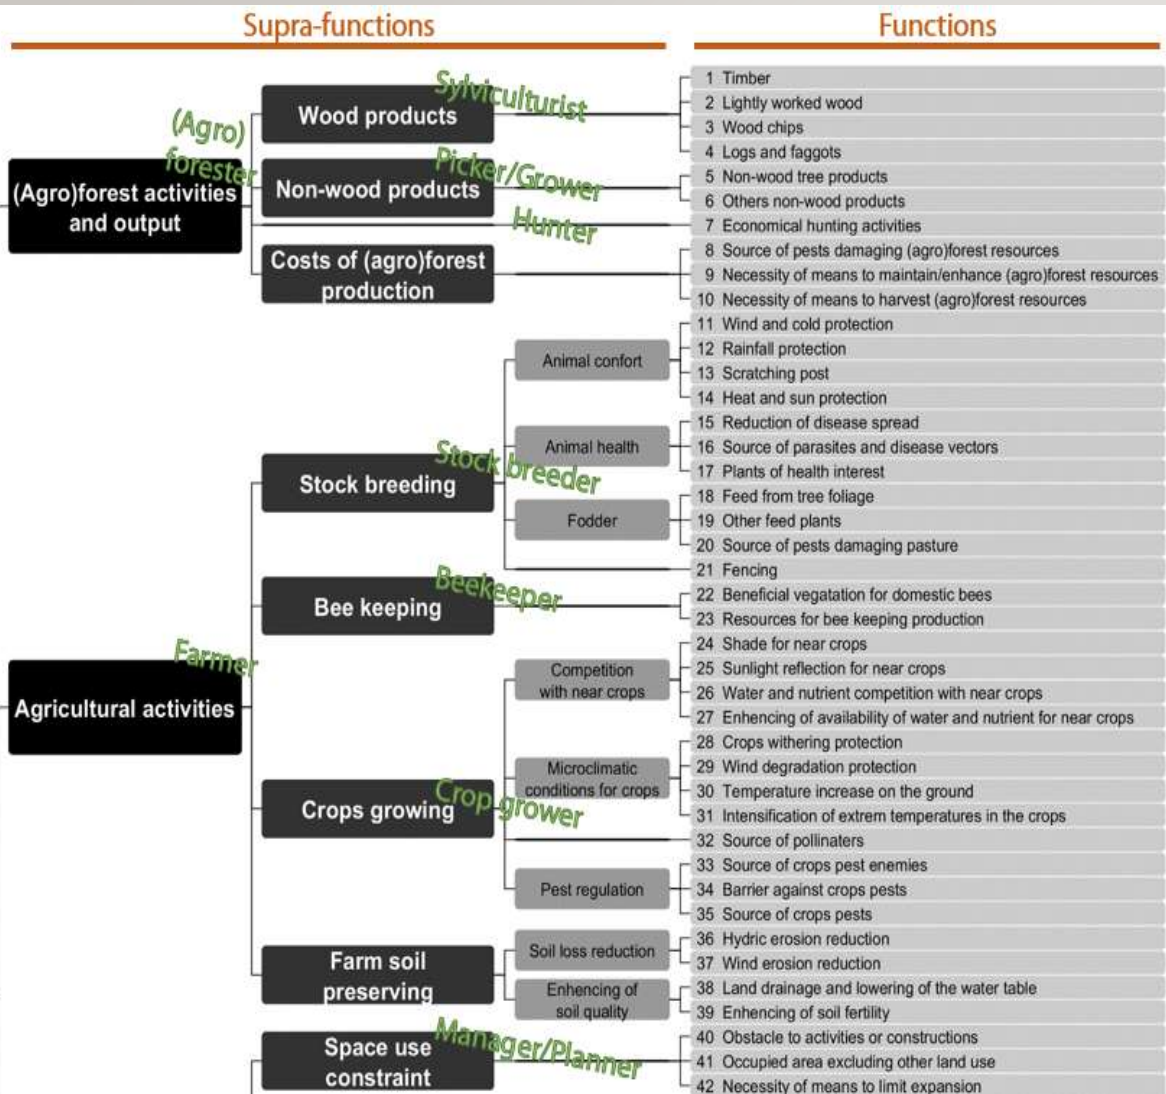 Supra-functions
Functions
(Agro)
forester
(Agro)forest activities
and output
Wood products
Sylviculturist
1 Timber
2 Lightly worked wood
3 Wood chips
4 Logs and faggots
Non-wood products
Picker/Grower
5 Non-wood tree products
6 Others non-wood products
Hunter
7 Economical hunting activities
Costs of (agro)forest
production
8 Source of pests damaging (agro)forest resources
9 Necessity of means to maintain/enhance (agro)forest resources
10 Necessity of means to harvest (agro)forest resources
Farmer
Agricultural activities
Stock breeding
Stock breeder
Animal confort
11 Wind and cold protection
12 Rainfall protection
13 Scratching post
14 Heat and sun protection
Animal health
15 Reduction of disease spread
16 Source of parasites and disease vectors
17 Plants of health interest
Fodder
18 Feed from tree foliage
19 Other feed plants
20 Source of pests damaging pasture
21 Fencing
Bee keeping
Beekeeper
22 Beneficial vegatation for domestic bees
23 Resources for bee keeping production
Crops growing
Crop grower
Competition
with near crops
24 Shade for near crops
25 Sunlight reflection for near crops
26 Water and nutrient competition with near crops
27 Enhencing of availability of water and nutrient for near crops
Microclimatic
conditions for crops
28 Crops withering protection
29 Wind degradation protection
30 Temperature increase on the ground
31 Intensification of extrem temperatures in the crops
32 Source of pollinaters
Pest regulation
33 Source of crops pest enemies
34 Barrier against crops pests
35 Source of crops pests
Farm soil
preserving
Soil loss reduction
36 Hydric erosion reduction
37 Wind erosion reduction
Enhencing of
soil quality
38 Land drainage and lowering of the water table
39 Enhencing of soil fertility
Space use
constraint
Manager/Planner
40 Obstacle to activities or constructions
41 Occupied area excluding other land use
42 Necessity of means to limit expansion